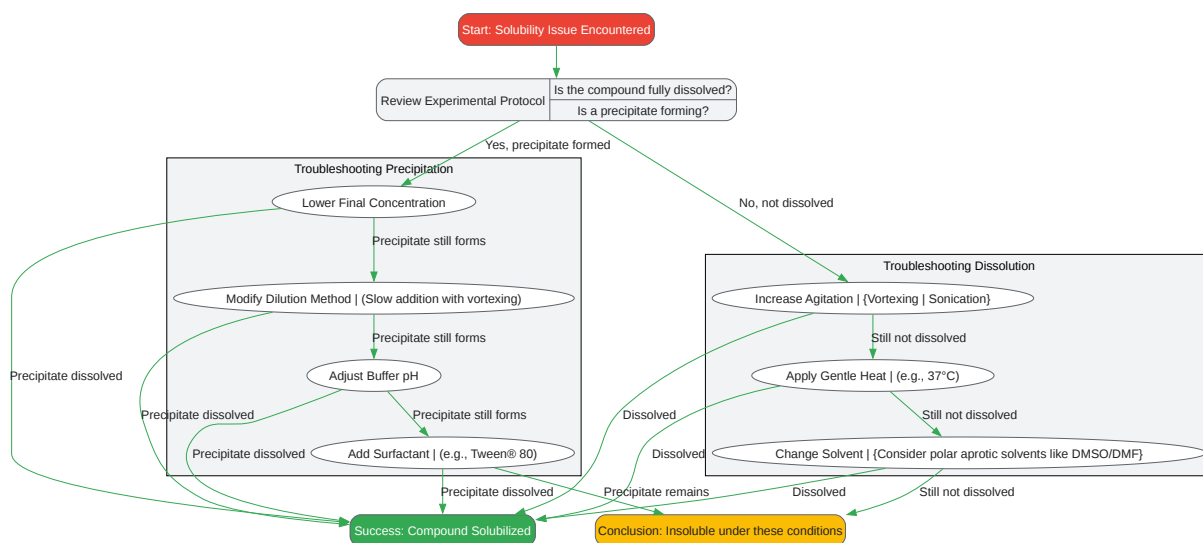 Start: Solubility Issue Encountered
Review Experimental Protocol
Is the compound fully dissolved?
Is a precipitate forming?
Yes, precipitate formed
No, not dissolved
Troubleshooting Precipitation
Lower Final Concentration
Precipitate still forms
Modify Dilution Method | (Slow addition with vortexing)
Precipitate still forms
Adjust Buffer pH
Precipitate still forms
Add Surfactant | (e.g., Tween® 80)
Precipitate dissolved
Precipitate dissolved
Precipitate dissolved
Precipitate dissolved
Precipitate remains
Troubleshooting Dissolution
Increase Agitation | {Vortexing | Sonication}
Still not dissolved
Apply Gentle Heat | (e.g., 37°C)
Still not dissolved
Change Solvent | {Consider polar aprotic solvents like DMSO/DMF}
Dissolved
Dissolved
Dissolved
Still not dissolved
Success: Compound Solubilized
Conclusion: Insoluble under these conditions